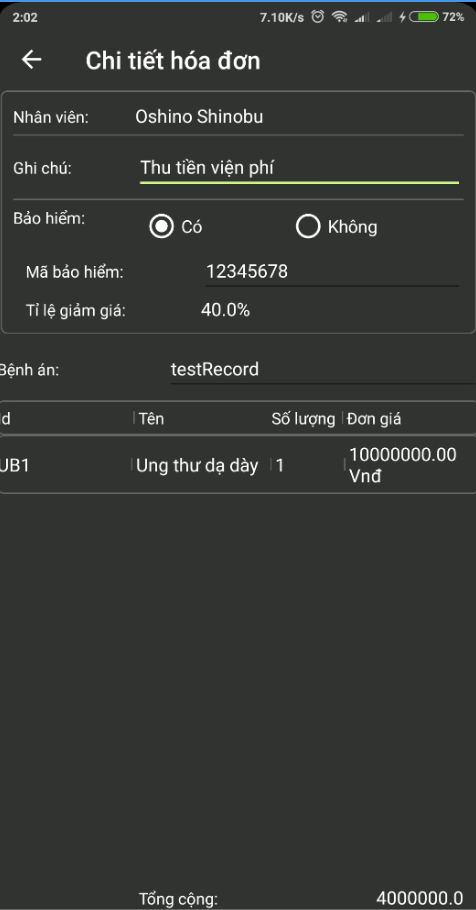 2:02 7.10K/s 72%
Chi tiết hóa đơn
Nhân viên: Oshino Shinobu
Ghi chú: Thu tiền viện phí
Bảo hiểm: Có Không
Mã bảo hiểm: 12345678
Tỉ lệ giảm giá: 40.0%
Bệnh án: testRecord
Id Tên Số lượng Đơn giá
UB1 Ung thư dạ dày 1 10000000.00
Vnđ
Tổng cộng: 4000000.0